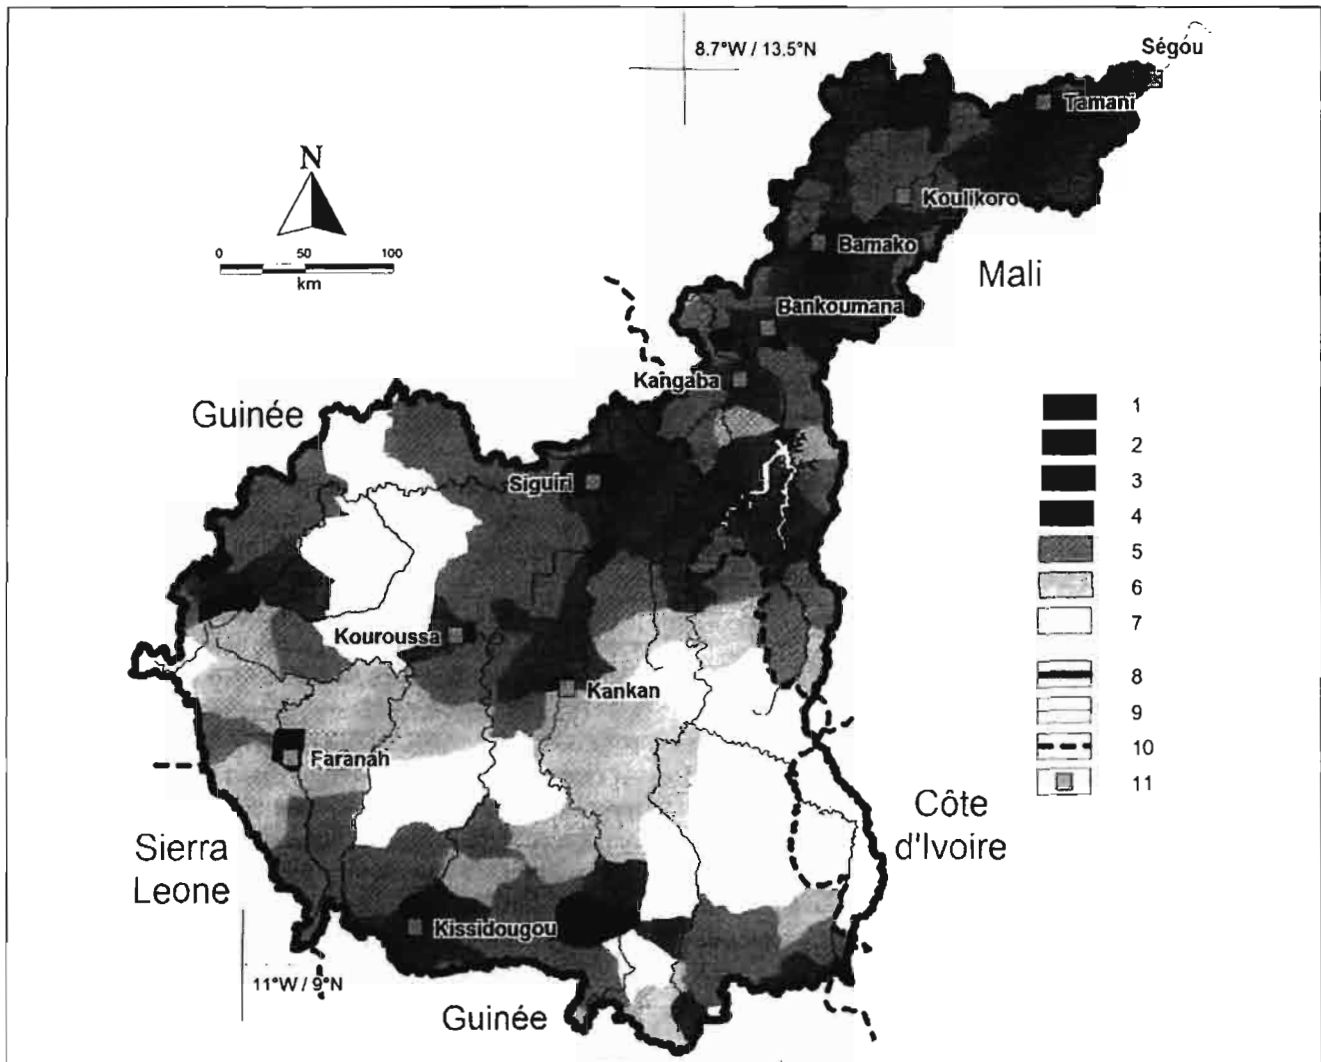 8.7°W / 13.5°N
Ségou
Tamani
N
Koulikoro
0 50 100
km
Bamako
Mali
Bankoumana
Kangaba
Guinée
1
2
Siguiri
3
4
5
6
7
Kouroussa
8
Kankan
9
10
Faranah
11
Côte
d'Ivoire
Sierra
Leone
Kissidougou
11°W / 9°N
Guinée